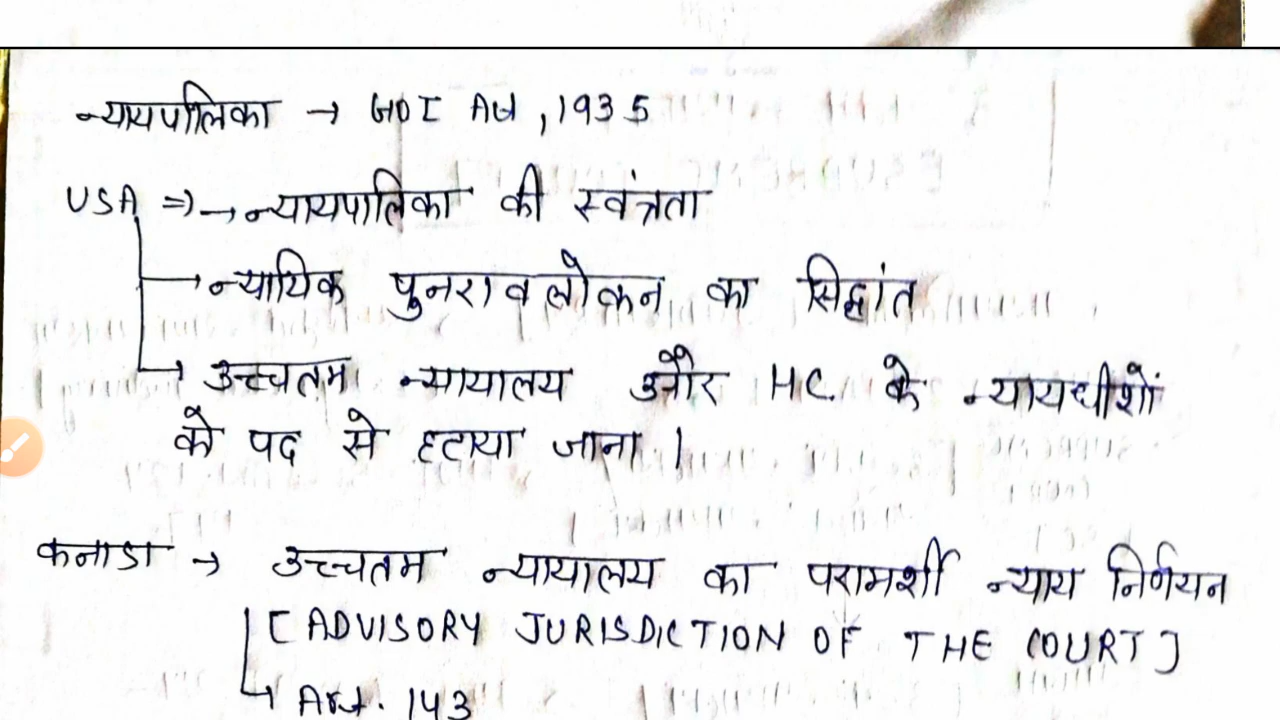 न्यायपालिका → GOI Act, 1935
USA ⇒ → न्यायपालिका की स्वंत्रता
→ न्यायिक पुनरावलोकन का सिद्धांत
→ उच्चतम न्यायालय और HC. के न्यायधीशों
को पद से हटाया जाना।
कनाडा → उच्चतम न्यायालय का परामर्शी न्याय निर्णयन
[ADVISORY JURISDICTION OF THE COURT]
→ Art. 143